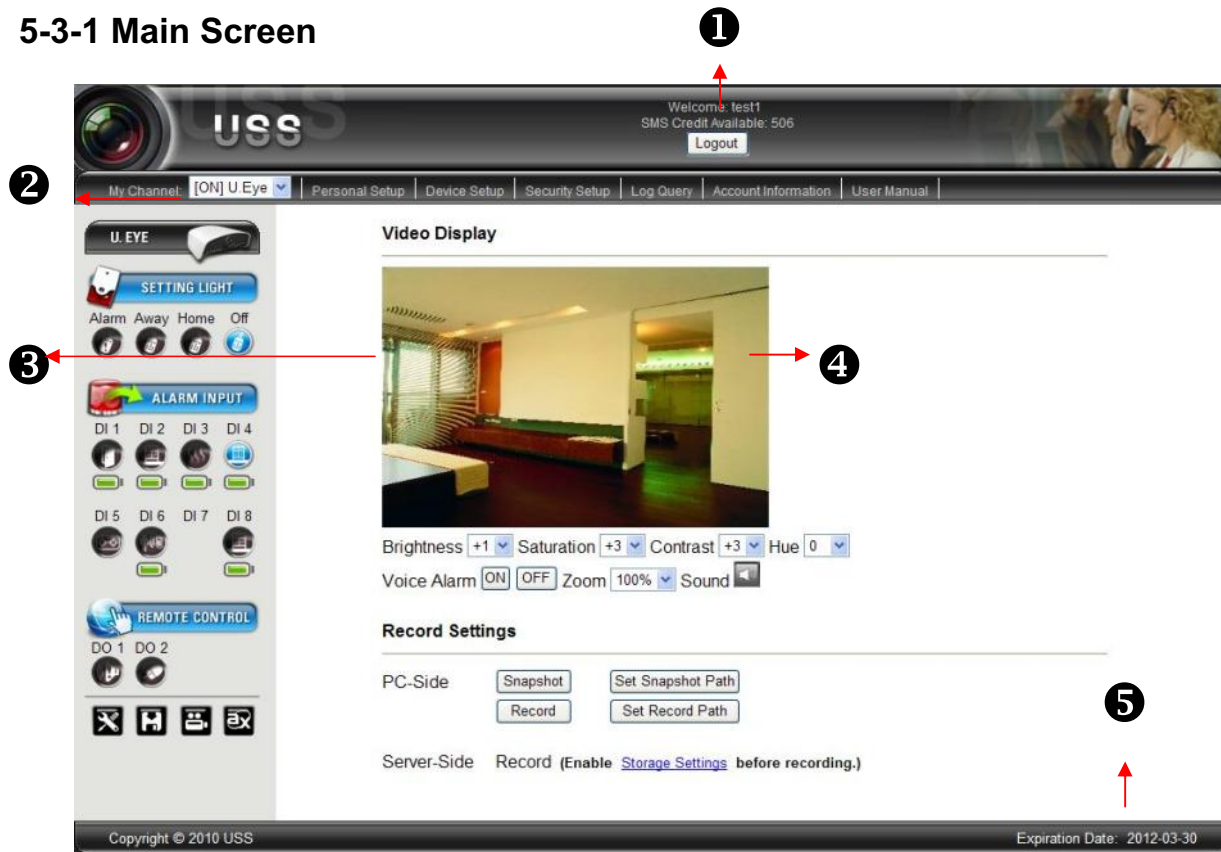 5-3-1 Main Screen
❶
USS
Welcome: test1
SMS Credit Available: 506
Logout
❷
My Channel: [ON] U.Eye Personal Setup Device Setup Security Setup Log Query Account Information User Manual
U. EYE
SETTING LIGHT
Alarm Away Home Off
❸
ALARM INPUT
DI 1 DI 2 DI 3 DI 4
DI 5 DI 6 DI 7 DI 8
REMOTE CONTROL
DO 1 DO 2
Video Display
❹
Brightness +1 Saturation +3 Contrast +3 Hue 0
Voice Alarm ON OFF Zoom 100% Sound
Record Settings
PC-Side Snapshot Set Snapshot Path
Record Set Record Path
❺
Server-Side Record (Enable Storage Settings before recording.)
Copyright © 2010 USS
Expiration Date: 2012-03-30